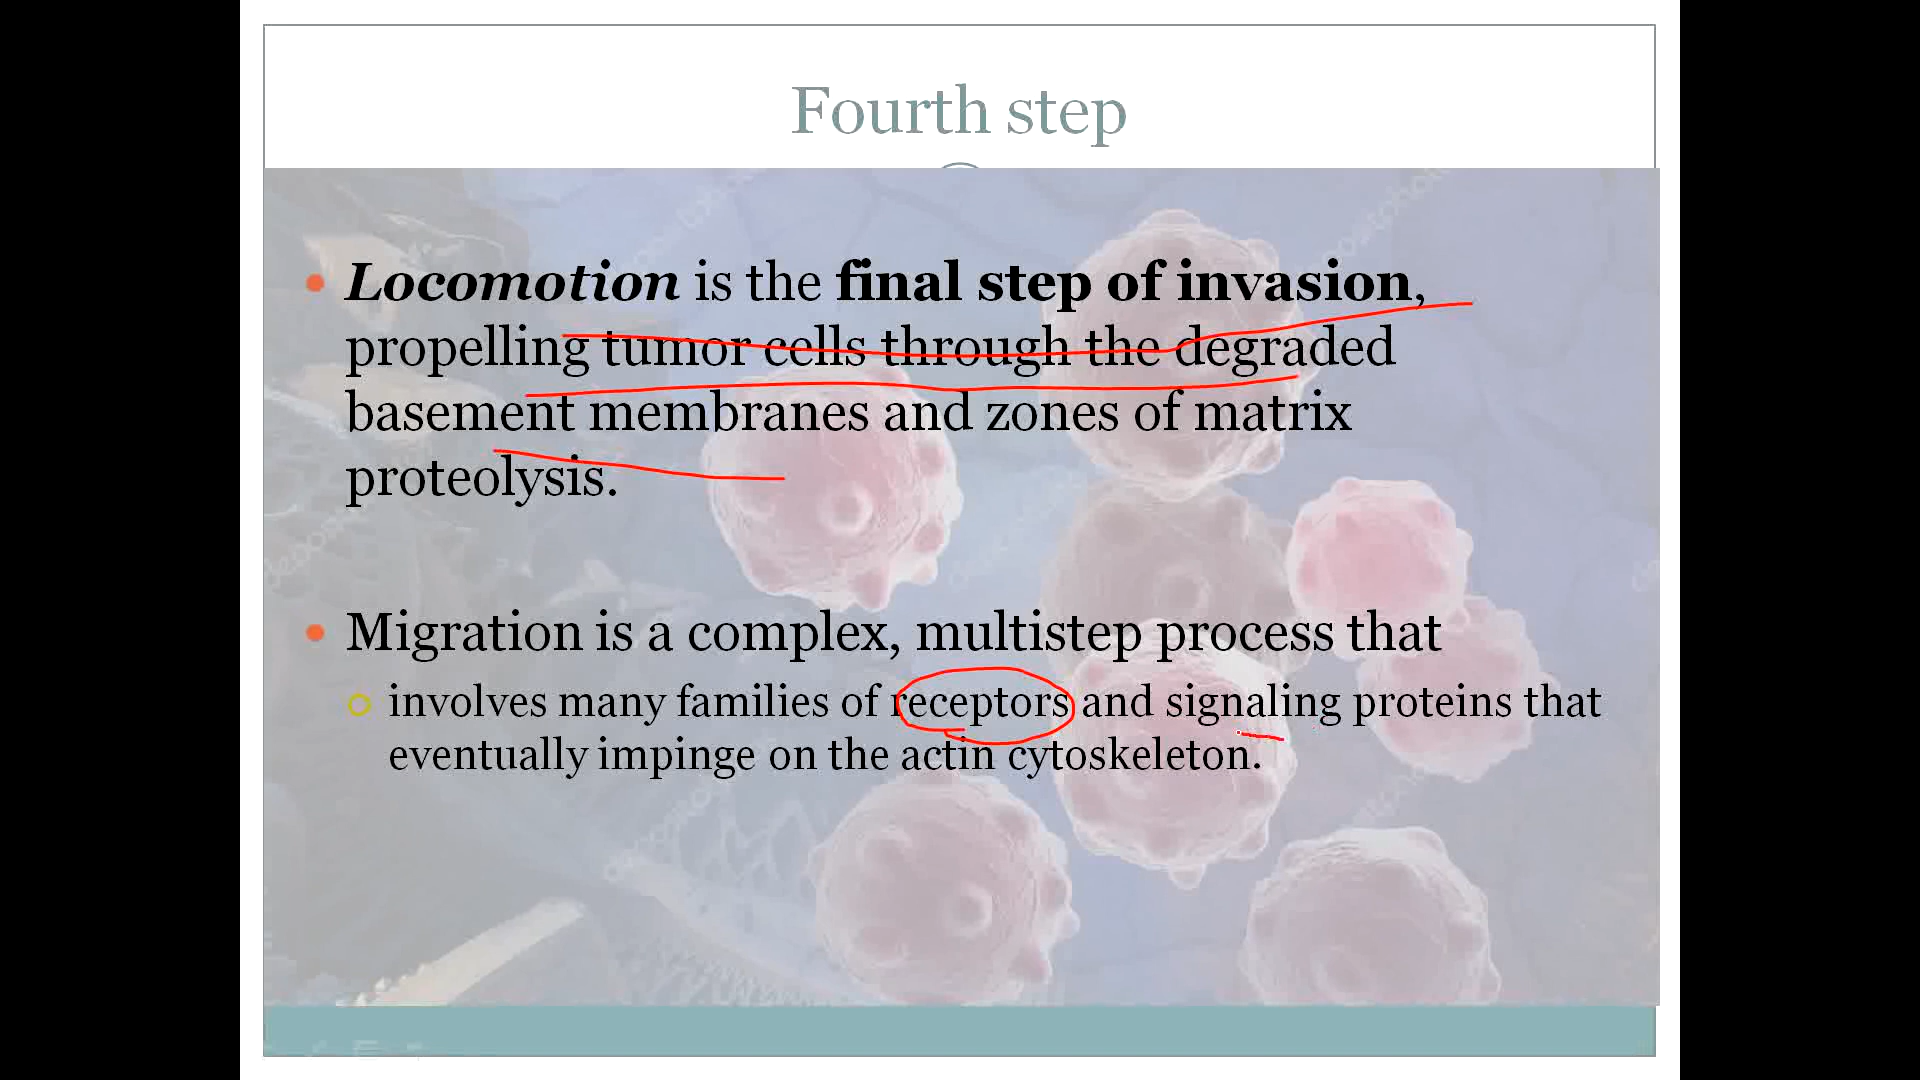 Fourth step
Locomotion is the final step of invasion,
propelling tumor cells through the degraded
basement membranes and zones of matrix
proteolysis.
Migration is a complex, multistep process that
involves many families of receptors and signaling proteins that
eventually impinge on the actin cytoskeleton.